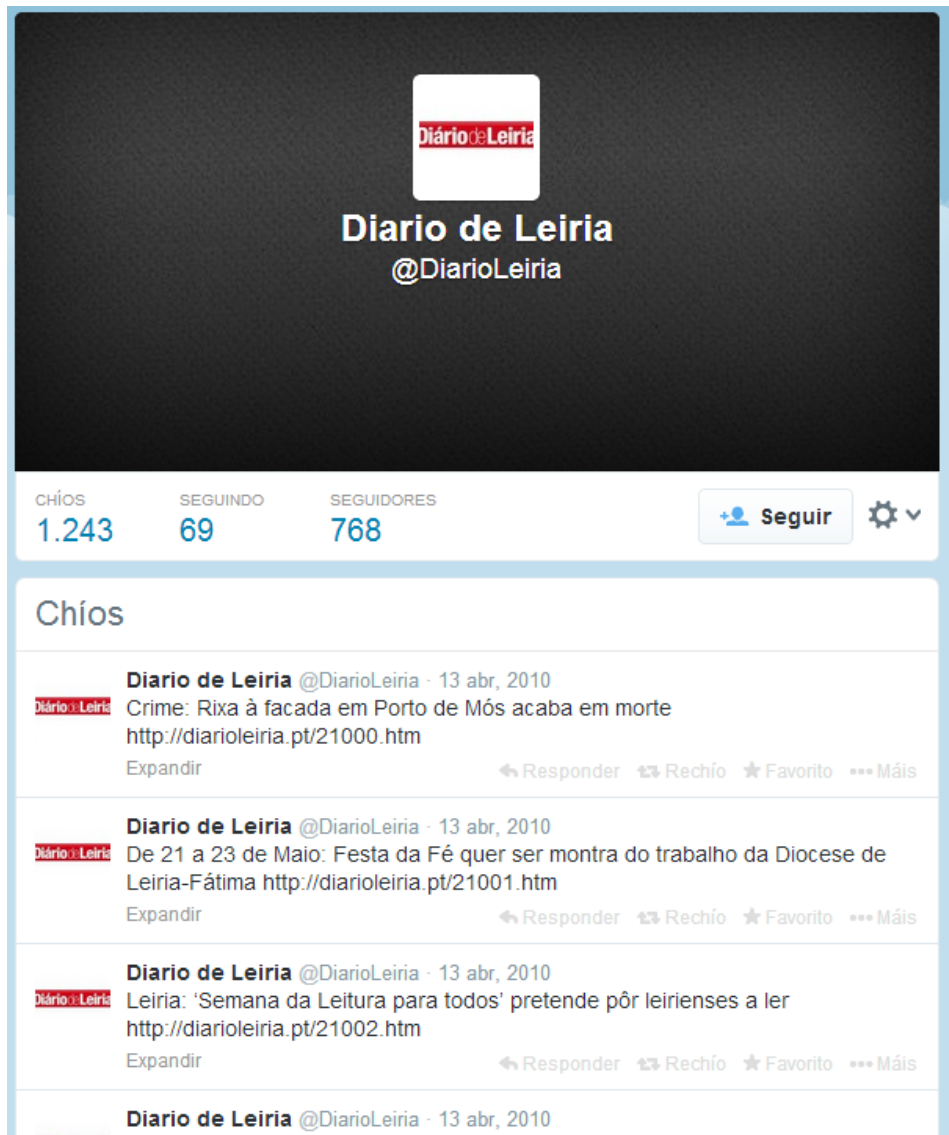 DiáriodeLeiria
Diario de Leiria
@DiarioLeiria
CHÍOS SEGUINDO SEGUIDORES
1.243 69 768 Seguir
Chíos
Diario de Leiria @DiarioLeiria · 13 abr, 2010
DiáriodeLeiria Crime: Rixa à facada em Porto de Mós acaba em morte
http://diarioleiria.pt/21000.htm
Expandir Responder Rechío Favorito Máis
Diario de Leiria @DiarioLeiria · 13 abr, 2010
DiáriodeLeiria De 21 a 23 de Maio: Festa da Fé quer ser montra do trabalho da Diocese de
Leiria-Fátima http://diarioleiria.pt/21001.htm
Expandir Responder Rechío Favorito Máis
Diario de Leiria @DiarioLeiria · 13 abr, 2010
DiáriodeLeiria Leiria: ‘Semana da Leitura para todos’ pretende pôr leirienses a ler
http://diarioleiria.pt/21002.htm
Expandir Responder Rechío Favorito Máis
Diario de Leiria @DiarioLeiria · 13 abr, 2010